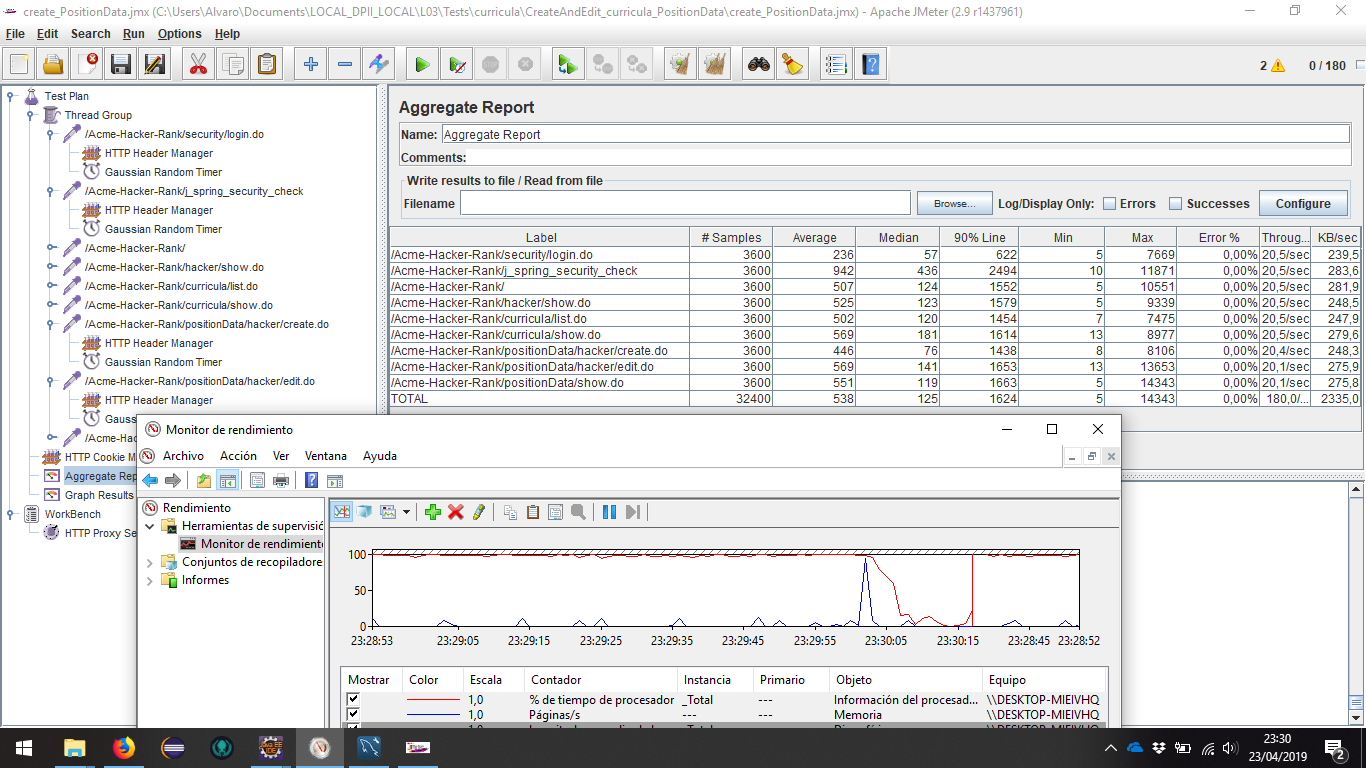 create_PositionData.jmx (C:\Users\Alvaro\Documents\LOCAL_DPII_LOCAL\L03\Tests\curricula\CreateAndEdit_curricula_PositionData\create_PositionData.jmx) - Apache JMeter (2.9 r1437961)
File Edit Search Run Options Help
2 0 / 180
Test Plan
Thread Group
/Acme-Hacker-Rank/security/login.do
HTTP Header Manager
Gaussian Random Timer
/Acme-Hacker-Rank/j_spring_security_check
HTTP Header Manager
Gaussian Random Timer
/Acme-Hacker-Rank/
/Acme-Hacker-Rank/hacker/show.do
/Acme-Hacker-Rank/curricula/list.do
/Acme-Hacker-Rank/curricula/show.do
/Acme-Hacker-Rank/positionData/hacker/create.do
HTTP Header Manager
Gaussian Random Timer
/Acme-Hacker-Rank/positionData/hacker/edit.do
HTTP Header Manager
Gauss
/Acme-Hac
HTTP Cookie M
Aggregate Rep
Graph Results
WorkBench
HTTP Proxy Se
Aggregate Report
Name: Aggregate Report
Comments:
Write results to file / Read from file
Filename Browse... Log/Display Only: Errors Successes Configure
Label # Samples Average Median 90% Line Min Max Error % Throug... KB/sec
/Acme-Hacker-Rank/security/login.do 3600 236 57 622 5 7669 0,00% 20,5/sec 239,5
/Acme-Hacker-Rank/j_spring_security_check 3600 942 436 2494 10 11871 0,00% 20,5/sec 283,6
/Acme-Hacker-Rank/ 3600 507 124 1552 5 10551 0,00% 20,5/sec 281,9
/Acme-Hacker-Rank/hacker/show.do 3600 525 123 1579 5 9339 0,00% 20,5/sec 248,5
/Acme-Hacker-Rank/curricula/list.do 3600 502 120 1454 7 7475 0,00% 20,5/sec 247,9
/Acme-Hacker-Rank/curricula/show.do 3600 569 181 1614 13 8977 0,00% 20,5/sec 279,6
/Acme-Hacker-Rank/positionData/hacker/create.do 3600 446 76 1438 8 8106 0,00% 20,4/sec 248,3
/Acme-Hacker-Rank/positionData/hacker/edit.do 3600 569 141 1653 13 13653 0,00% 20,1/sec 275,9
/Acme-Hacker-Rank/positionData/show.do 3600 551 119 1663 5 14343 0,00% 20,1/sec 275,8
TOTAL 32400 538 125 1624 5 14343 0,00% 180,0/... 2335,0
Monitor de rendimiento
Archivo Acción Ver Ventana Ayuda
Rendimiento
Herramientas de supervisió
Monitor de rendimiento
Conjuntos de recopiladore
Informes
100
50
0
23:28:53 23:29:05 23:29:15 23:29:25 23:29:35 23:29:45 23:29:55 23:30:05 23:30:15 23:28:45 23:28:52
Mostrar Color Escala Contador Instancia Primario Objeto Equipo
1,0 % de tiempo de procesador _Total --- Información del procesad... \\DESKTOP-MIEIVHQ
1,0 Páginas/s --- --- Memoria \\DESKTOP-MIEIVHQ
23:30
23/04/2019
2